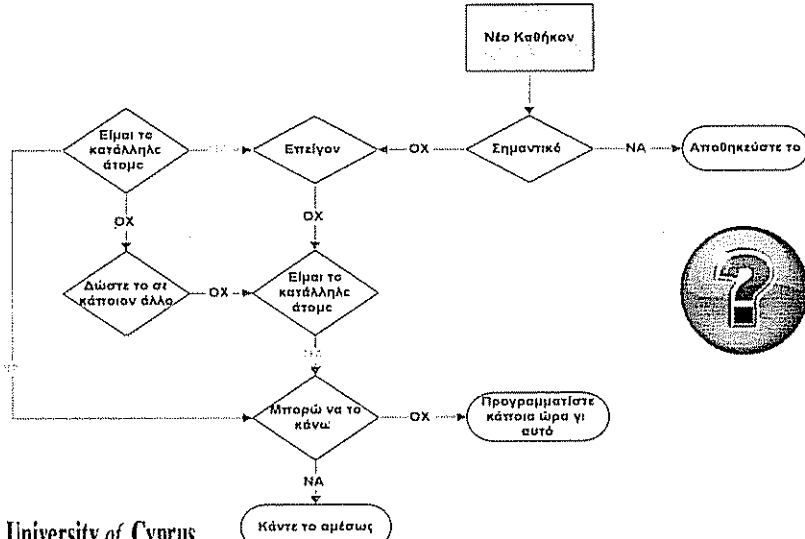 Νέο Καθήκον
Είμαι το
κατάλληλο
άτομο
Επείγον
ΟΧ
Σημαντικό
ΝΑ
Αποθηκεύστε το
ΟΧ
ΟΧ
Δώστε το σε
κάποιον άλλο
ΟΧ
Είμαι το
κατάλληλο
άτομο
Μπορώ να το
κάνω;
ΟΧ
Προγραμματίστε
κάποια ώρα γι
αυτό
ΝΑ
Κάντε το αμέσως
University of Cyprus